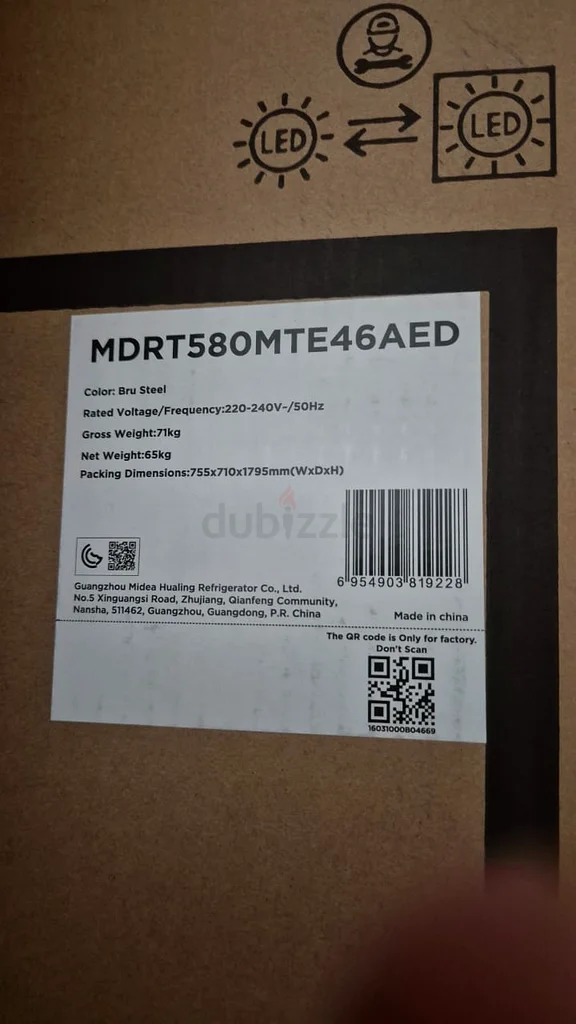 LED
LED
MDRT580MTE46AED
Color: Bru Steel
Rated Voltage/Frequency:220-240V~/50Hz
Gross Weight:71kg
Net Weight:65kg
Packing Dimensions:755x710x1795mm(WxDxH)
dubizzle
6 954903 819228
Guangzhou Midea Hualing Refrigerator Co., Ltd.
No.5 Xinguangsi Road, Zhujiang, Qianfeng Community,
Nansha, 511462, Guangzhou, Guangdong, P.R. China
Made in china
The QR code is Only for factory.
Don't Scan
16031000B04669